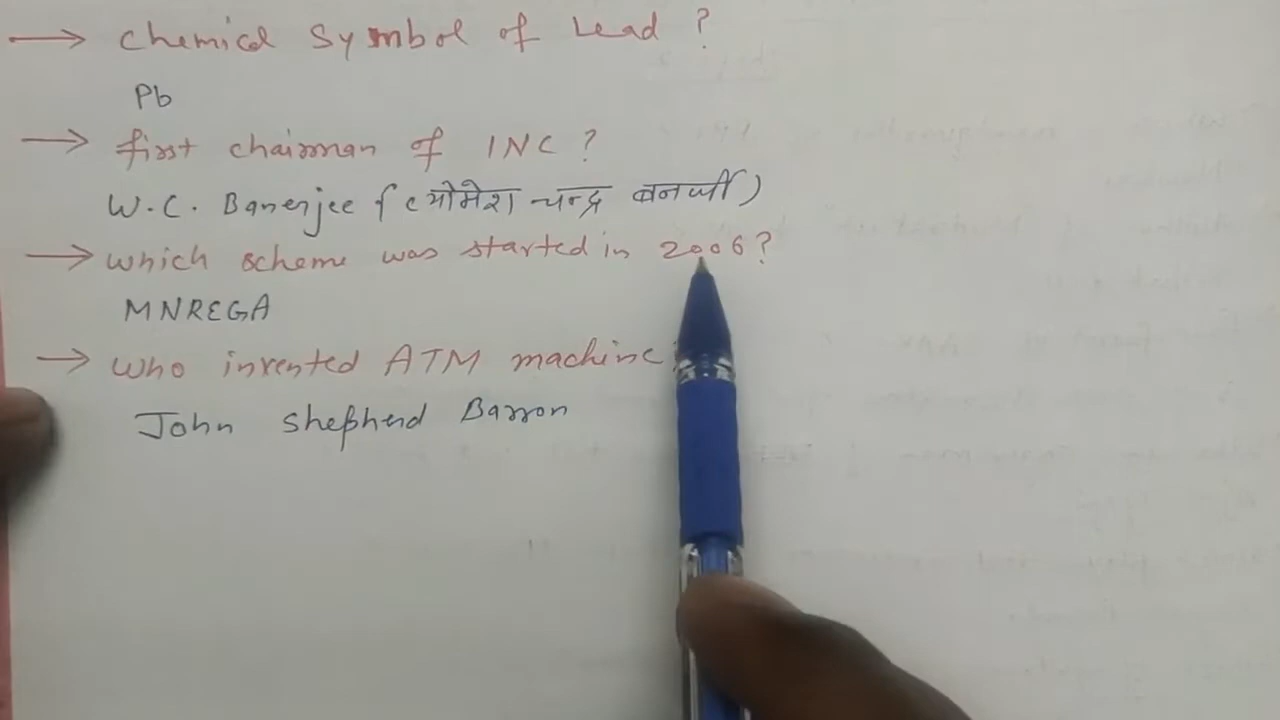 → Chemical Symbol of Lead ?
Pb
→ first chairman of INC ?
W.C. Banerjee ( व्योमेश चन्द्र बनर्जी )
→ which scheme was started in 2006 ?
MNREGA
→ who invented ATM machine
John Shepherd Barron